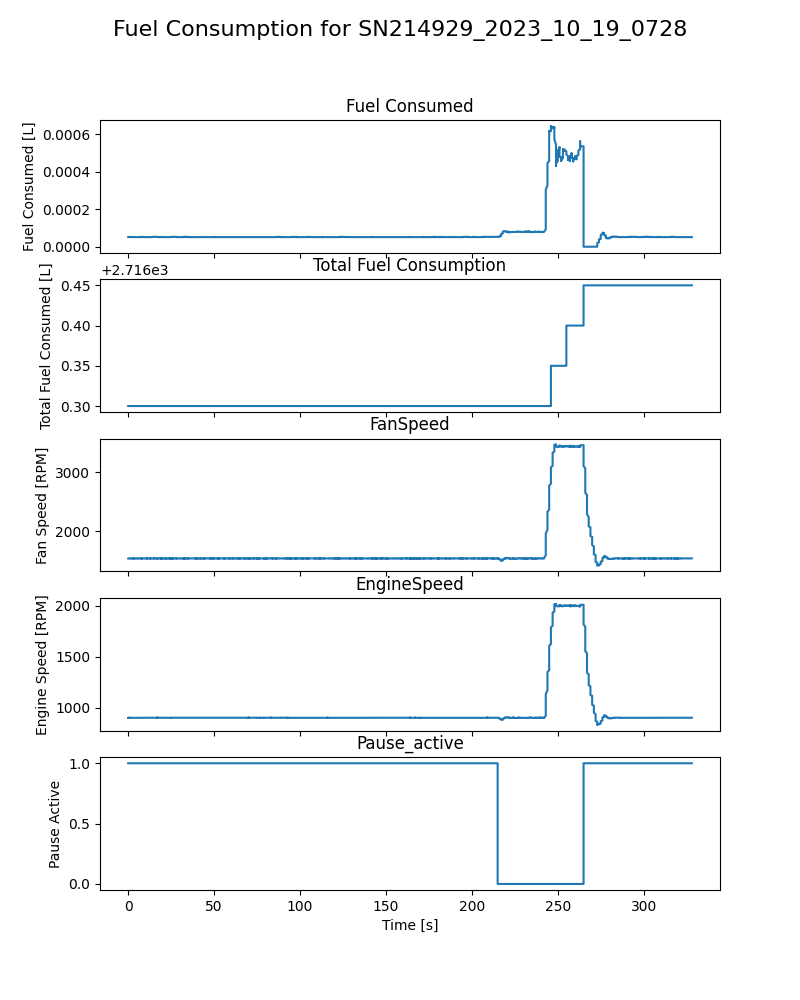 Fuel Consumption for SN214929_2023_10_19_0728
Fuel Consumed
Fuel Consumed [L]
0.0006
0.0004
0.0002
0.0000
+2.716e3
Total Fuel Consumption
Total Fuel Consumed [L]
0.45
0.40
0.35
0.30
FanSpeed
Fan Speed [RPM]
3000
2000
EngineSpeed
Engine Speed [RPM]
2000
1500
1000
Pause_active
Pause Active
1.0
0.5
0.0
0 50 100 150 200 250 300
Time [s]